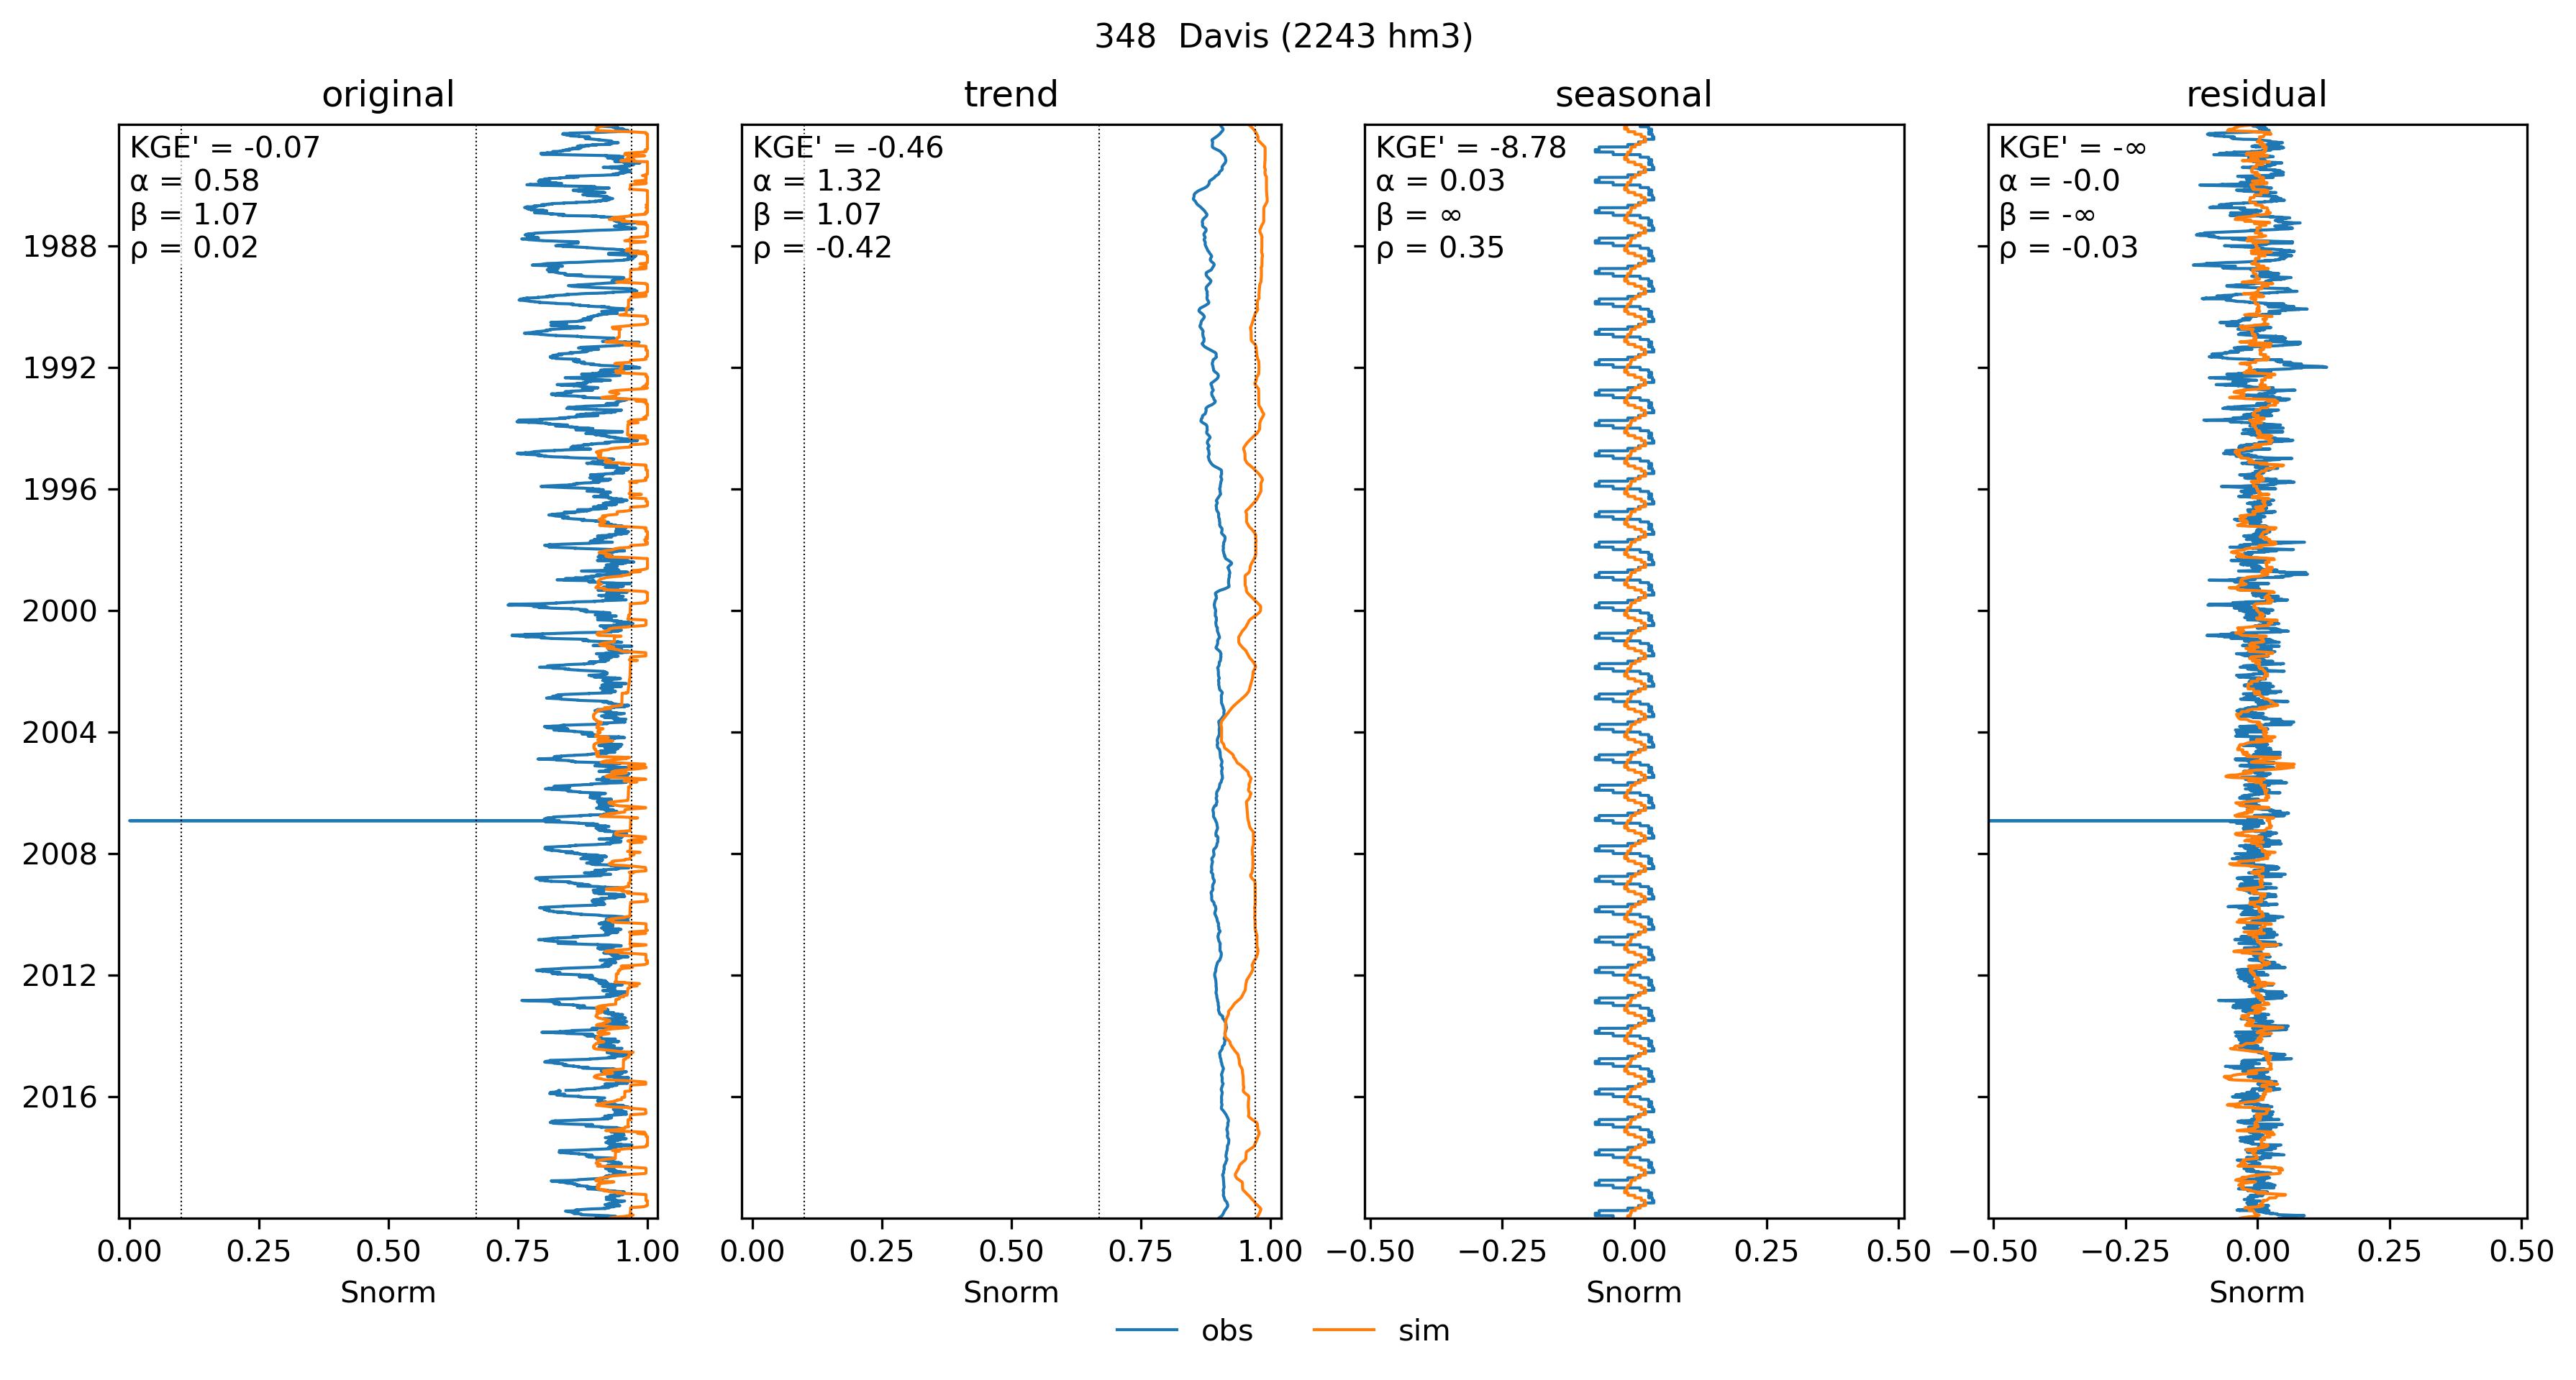 348  Davis (2243 hm3)
original
KGE' = -0.07
α = 0.58
β = 1.07
ρ = 0.02
1988
1992
1996
2000
2004
2008
2012
2016
0.00 0.25 0.50 0.75 1.00
Snorm
trend
KGE' = -0.46
α = 1.32
β = 1.07
ρ = -0.42
0.00 0.25 0.50 0.75 1.00
Snorm
seasonal
KGE' = -8.78
α = 0.03
β = ∞
ρ = 0.35
−0.50 −0.25 0.00 0.25 0.50
Snorm
residual
KGE' = -∞
α = -0.0
β = -∞
ρ = -0.03
−0.50 −0.25 0.00 0.25 0.50
Snorm
obs sim